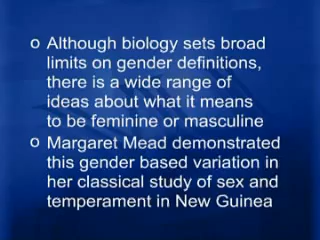 o Although biology sets broad
limits on gender definitions,
there is a wide range of
ideas about what it means
to be feminine or masculine
o Margaret Mead demonstrated
this gender based variation in
her classical study of sex and
temperament in New Guinea